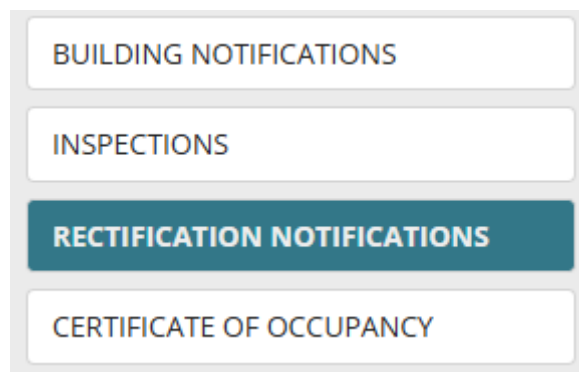 BUILDING NOTIFICATIONS
INSPECTIONS
RECTIFICATION NOTIFICATIONS
CERTIFICATE OF OCCUPANCY